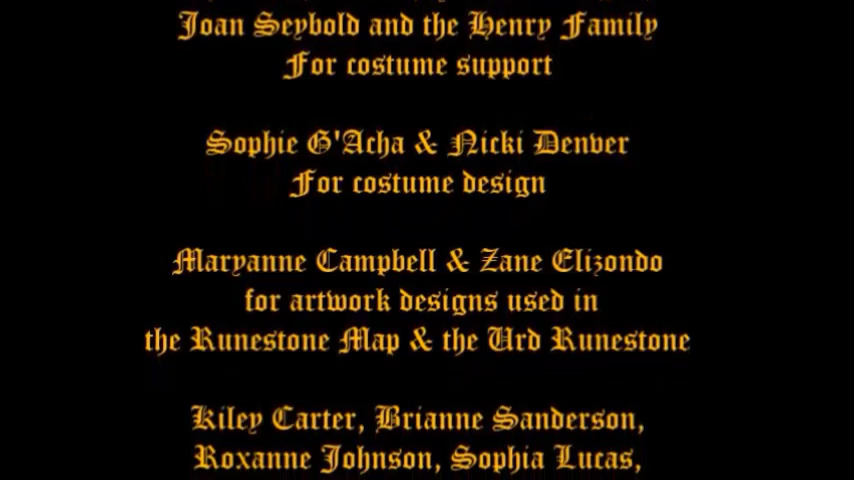 Joan Seybold and the Henry Family
For costume support
Sophie G'Acha & Nicki Denver
For costume design
Maryanne Campbell & Zane Elizondo
for artwork designs used in
the Runestone Map & the Urd Runestone
Kiley Carter, Brianne Sanderson,
Roxanne Johnson, Sophia Lucas,